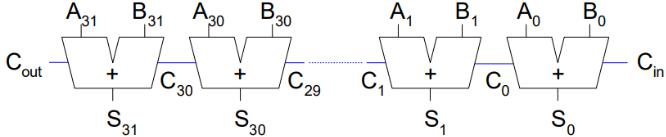 A31 B31 A30 B30 A1 B1 A0 B0
Cout + C30 + C29 C1 + C0 + Cin
S31 S30 S1 S0